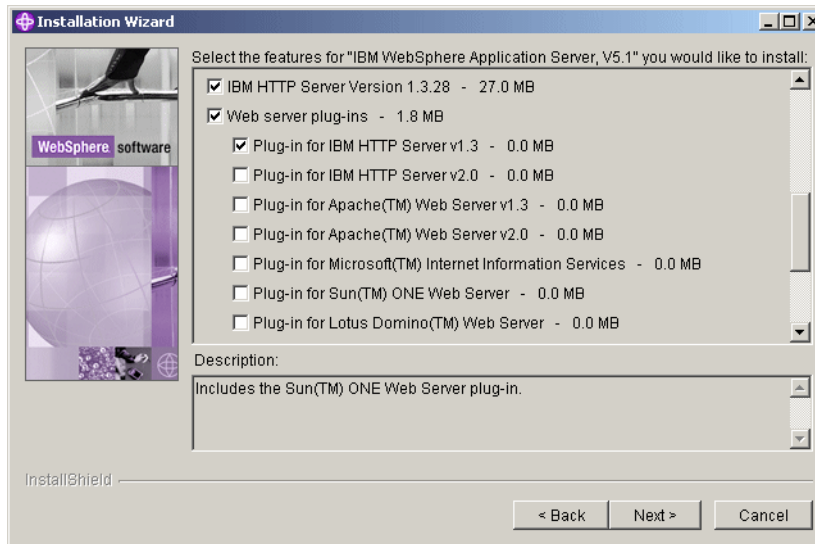 Installation Wizard
Select the features for "IBM WebSphere Application Server, V5.1" you would like to install:
IBM HTTP Server Version 1.3.28 - 27.0 MB
Web server plug-ins - 1.8 MB
Plug-in for IBM HTTP Server v1.3 - 0.0 MB
Plug-in for IBM HTTP Server v2.0 - 0.0 MB
Plug-in for Apache(TM) Web Server v1.3 - 0.0 MB
Plug-in for Apache(TM) Web Server v2.0 - 0.0 MB
Plug-in for Microsoft(TM) Internet Information Services - 0.0 MB
Plug-in for Sun(TM) ONE Web Server - 0.0 MB
Plug-in for Lotus Domino(TM) Web Server - 0.0 MB
WebSphere software
Description:
Includes the Sun(TM) ONE Web Server plug-in.
InstallShield
< Back Next > Cancel